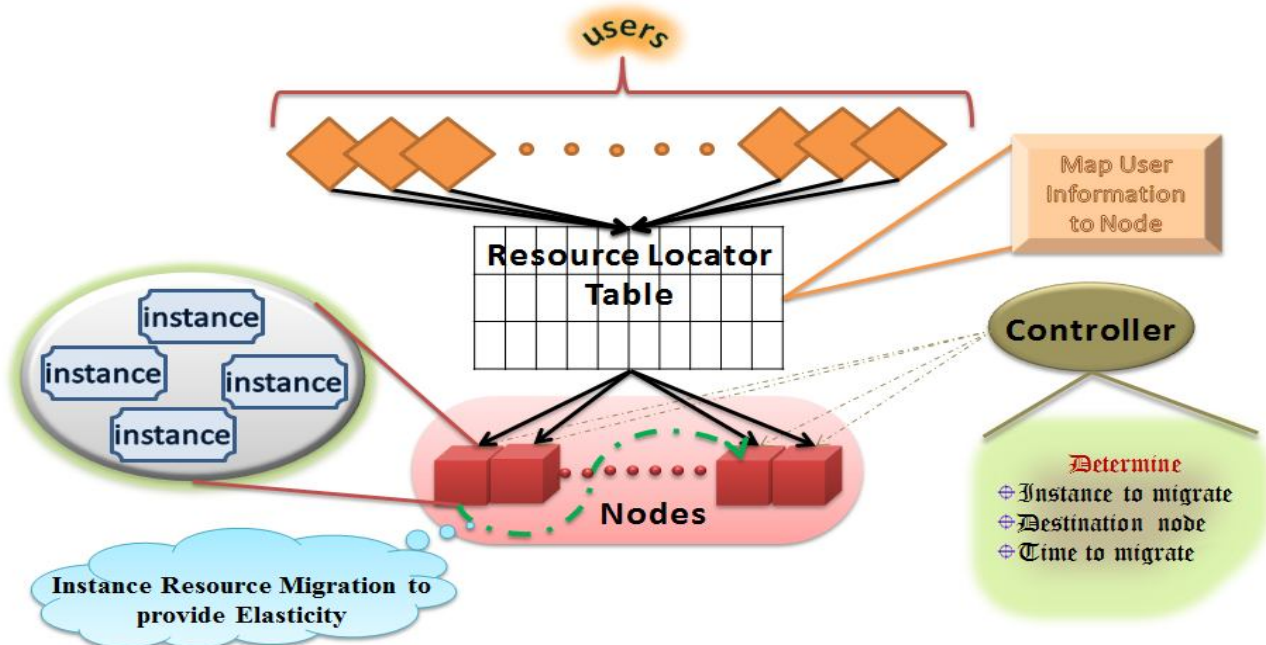 users
Map User
Information
to Node
Resource Locator
Table
Controller
instance
instance
instance
instance
Nodes
Determine
Instance to migrate
Destination node
Time to migrate
Instance Resource Migration to
provide Elasticity